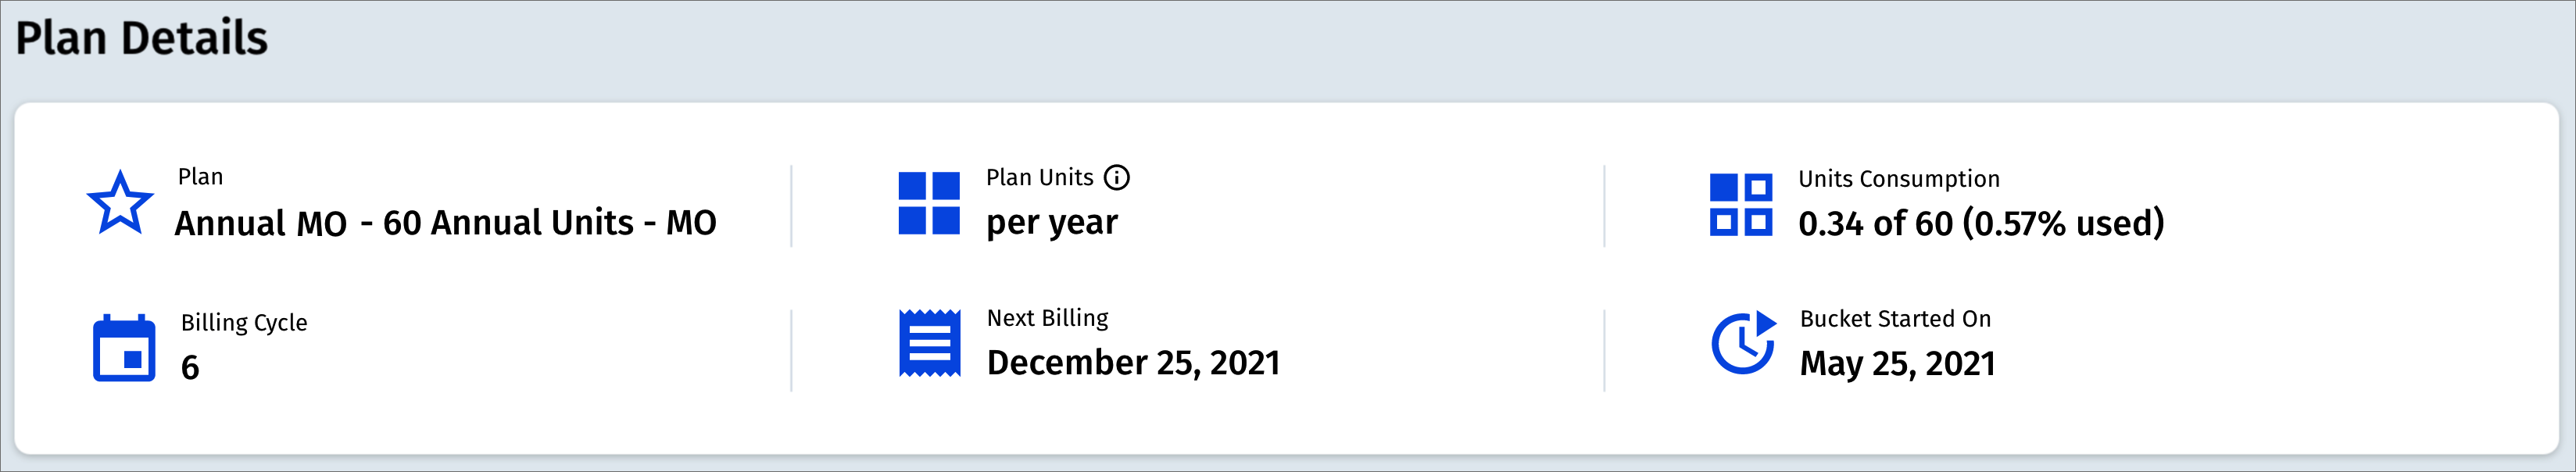 Plan Details
Plan
Annual MO - 60 Annual Units - MO
Plan Units
per year
Units Consumption
0.34 of 60 (0.57% used)
Billing Cycle
6
Next Billing
December 25, 2021
Bucket Started On
May 25, 2021